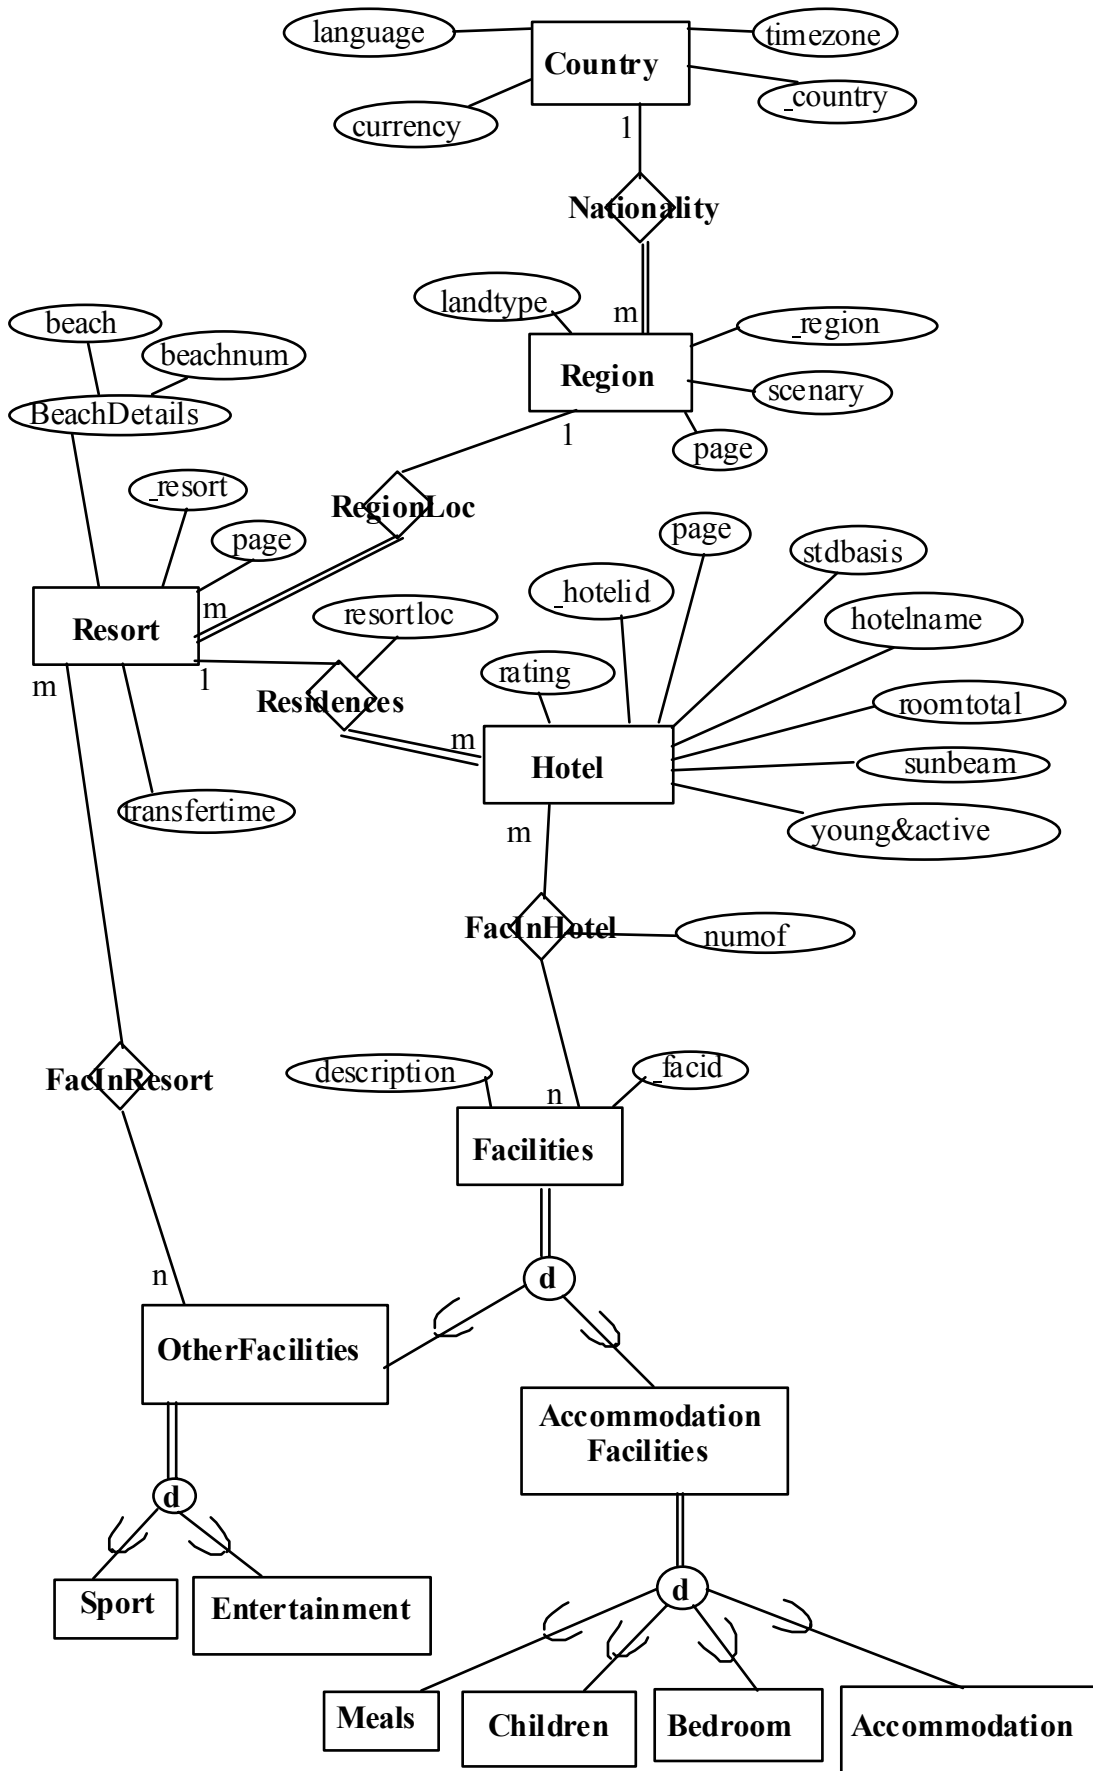 language
timezone
Country
_country
currency
1
Nationality
landtype
m
_region
beach
beachnum
Region
scenary
BeachDetails
1
page
_resort
RegionLoc
page
page
stdbasis
_hotelid
m
resortloc
hotelname
Resort
rating
m
1
Residences
roomtotal
m
Hotel
sunbeam
transfertime
m
young&active
FacInHotel
numof
FacInResort
description
_facid
n
Facilities
n
d
OtherFacilities
Accommodation
Facilities
d
d
Sport
Entertainment
Meals
Children
Bedroom
Accommodation